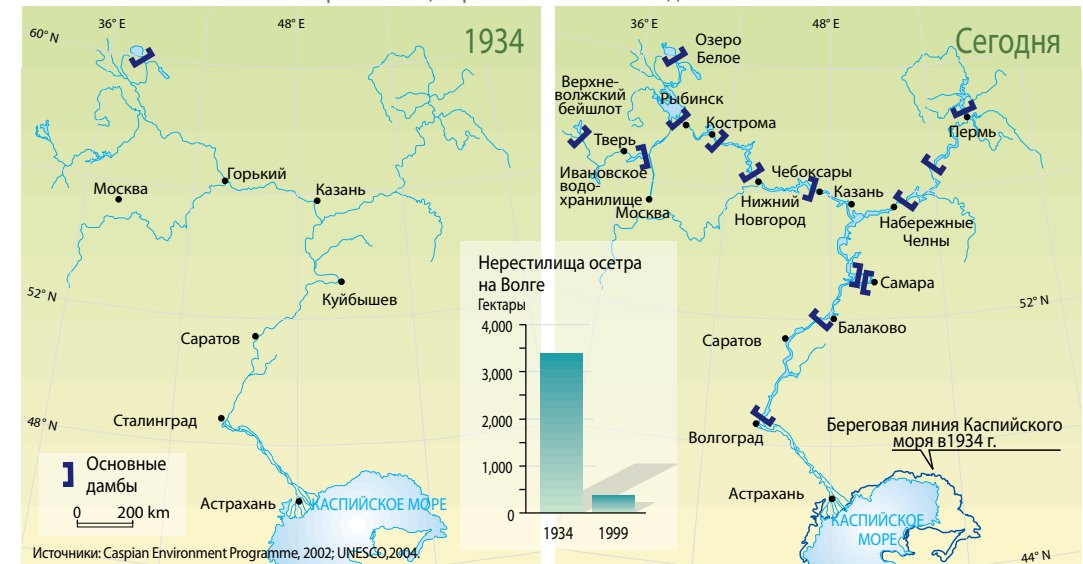 36° E
48° E
60° N
1934
Москва
Горький
Казань
52° N
Куйбышев
Саратов
48° N
Сталинград
Основные
дамбы
0 200 km
Астрахань
КАСПИЙСКОЕ МОРЕ
Источники: Caspian Environment Programme, 2002; UNESCO,2004.
Нерестилища осетра
на Волге
Гектары
4,000
3,000
2,000
1,000
0
1934 1999
36° E
48° E
Сегодня
Озеро
Белое
Верхне-
волжский
бейшлот
Рыбинск
Кострома
Тверь
Пермь
Ивановское
водо-
хранилище
Москва
Чебоксары
Нижний
Новгород
Казань
Набережные
Челны
Самара
52° N
Балаково
Саратов
Волгоград
Береговая линия Каспийского
моря в1934 г.
Астрахань
КАСПИЙСКОЕ
МОРЕ
44° N